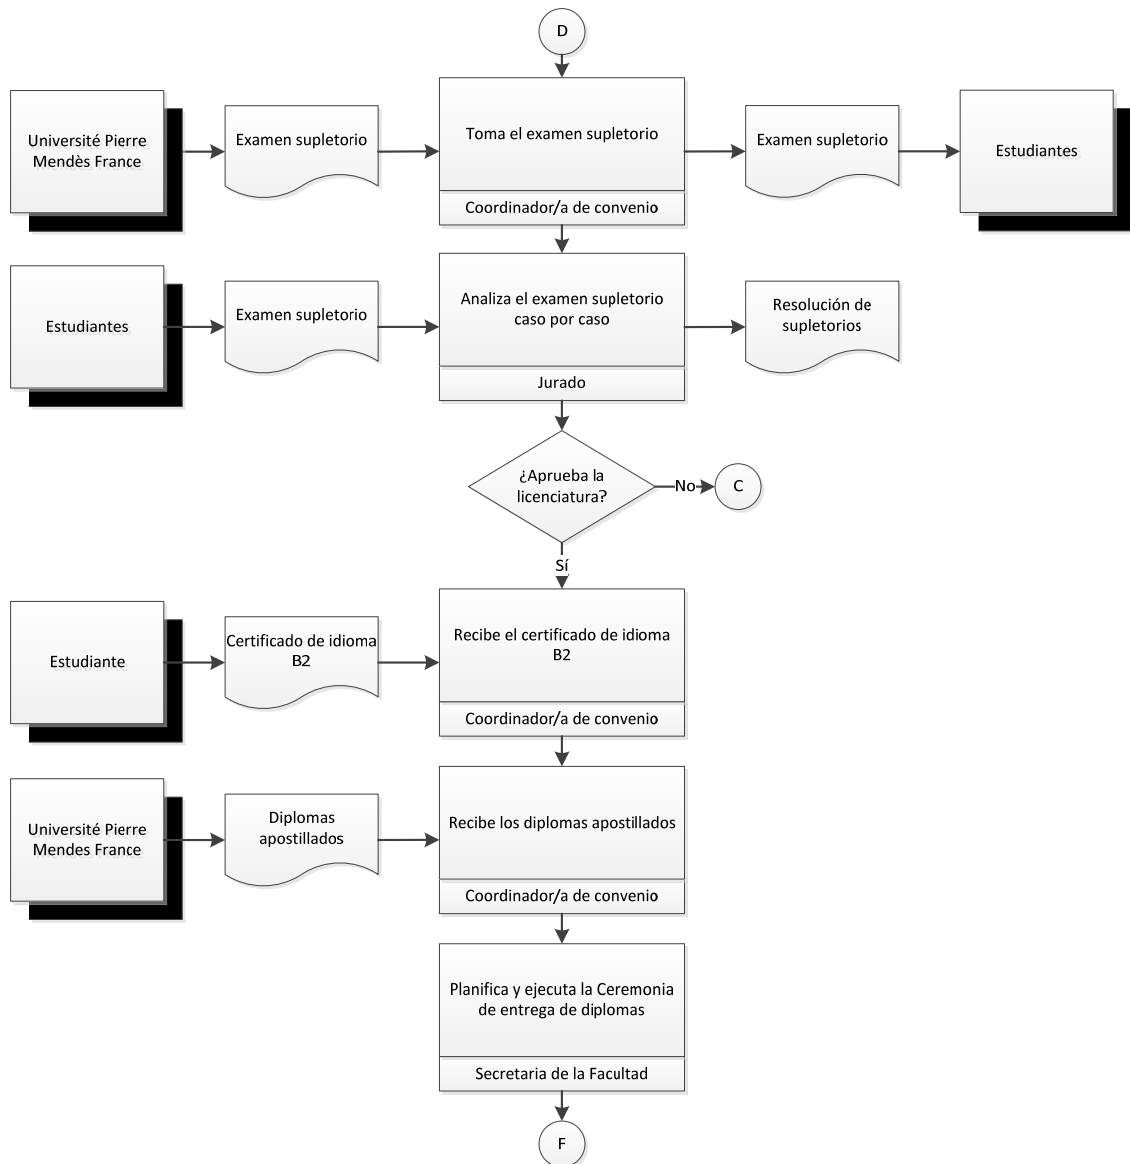 D
Université Pierre
Mendès France
Examen supletorio
Toma el examen supletorio
Coordinador/a de convenio
Examen supletorio
Estudiantes
Estudiantes
Examen supletorio
Analiza el examen supletorio
caso por caso
Jurado
Resolución de
supletorios
¿Aprueba la
licenciatura?
No
C
Sí
Estudiante
Certificado de idioma
B2
Recibe el certificado de idioma
B2
Coordinador/a de convenio
Université Pierre
Mendes France
Diplomas
apostillados
Recibe los diplomas apostillados
Coordinador/a de convenio
Planifica y ejecuta la Ceremonia
de entrega de diplomas
Secretaria de la Facultad
F